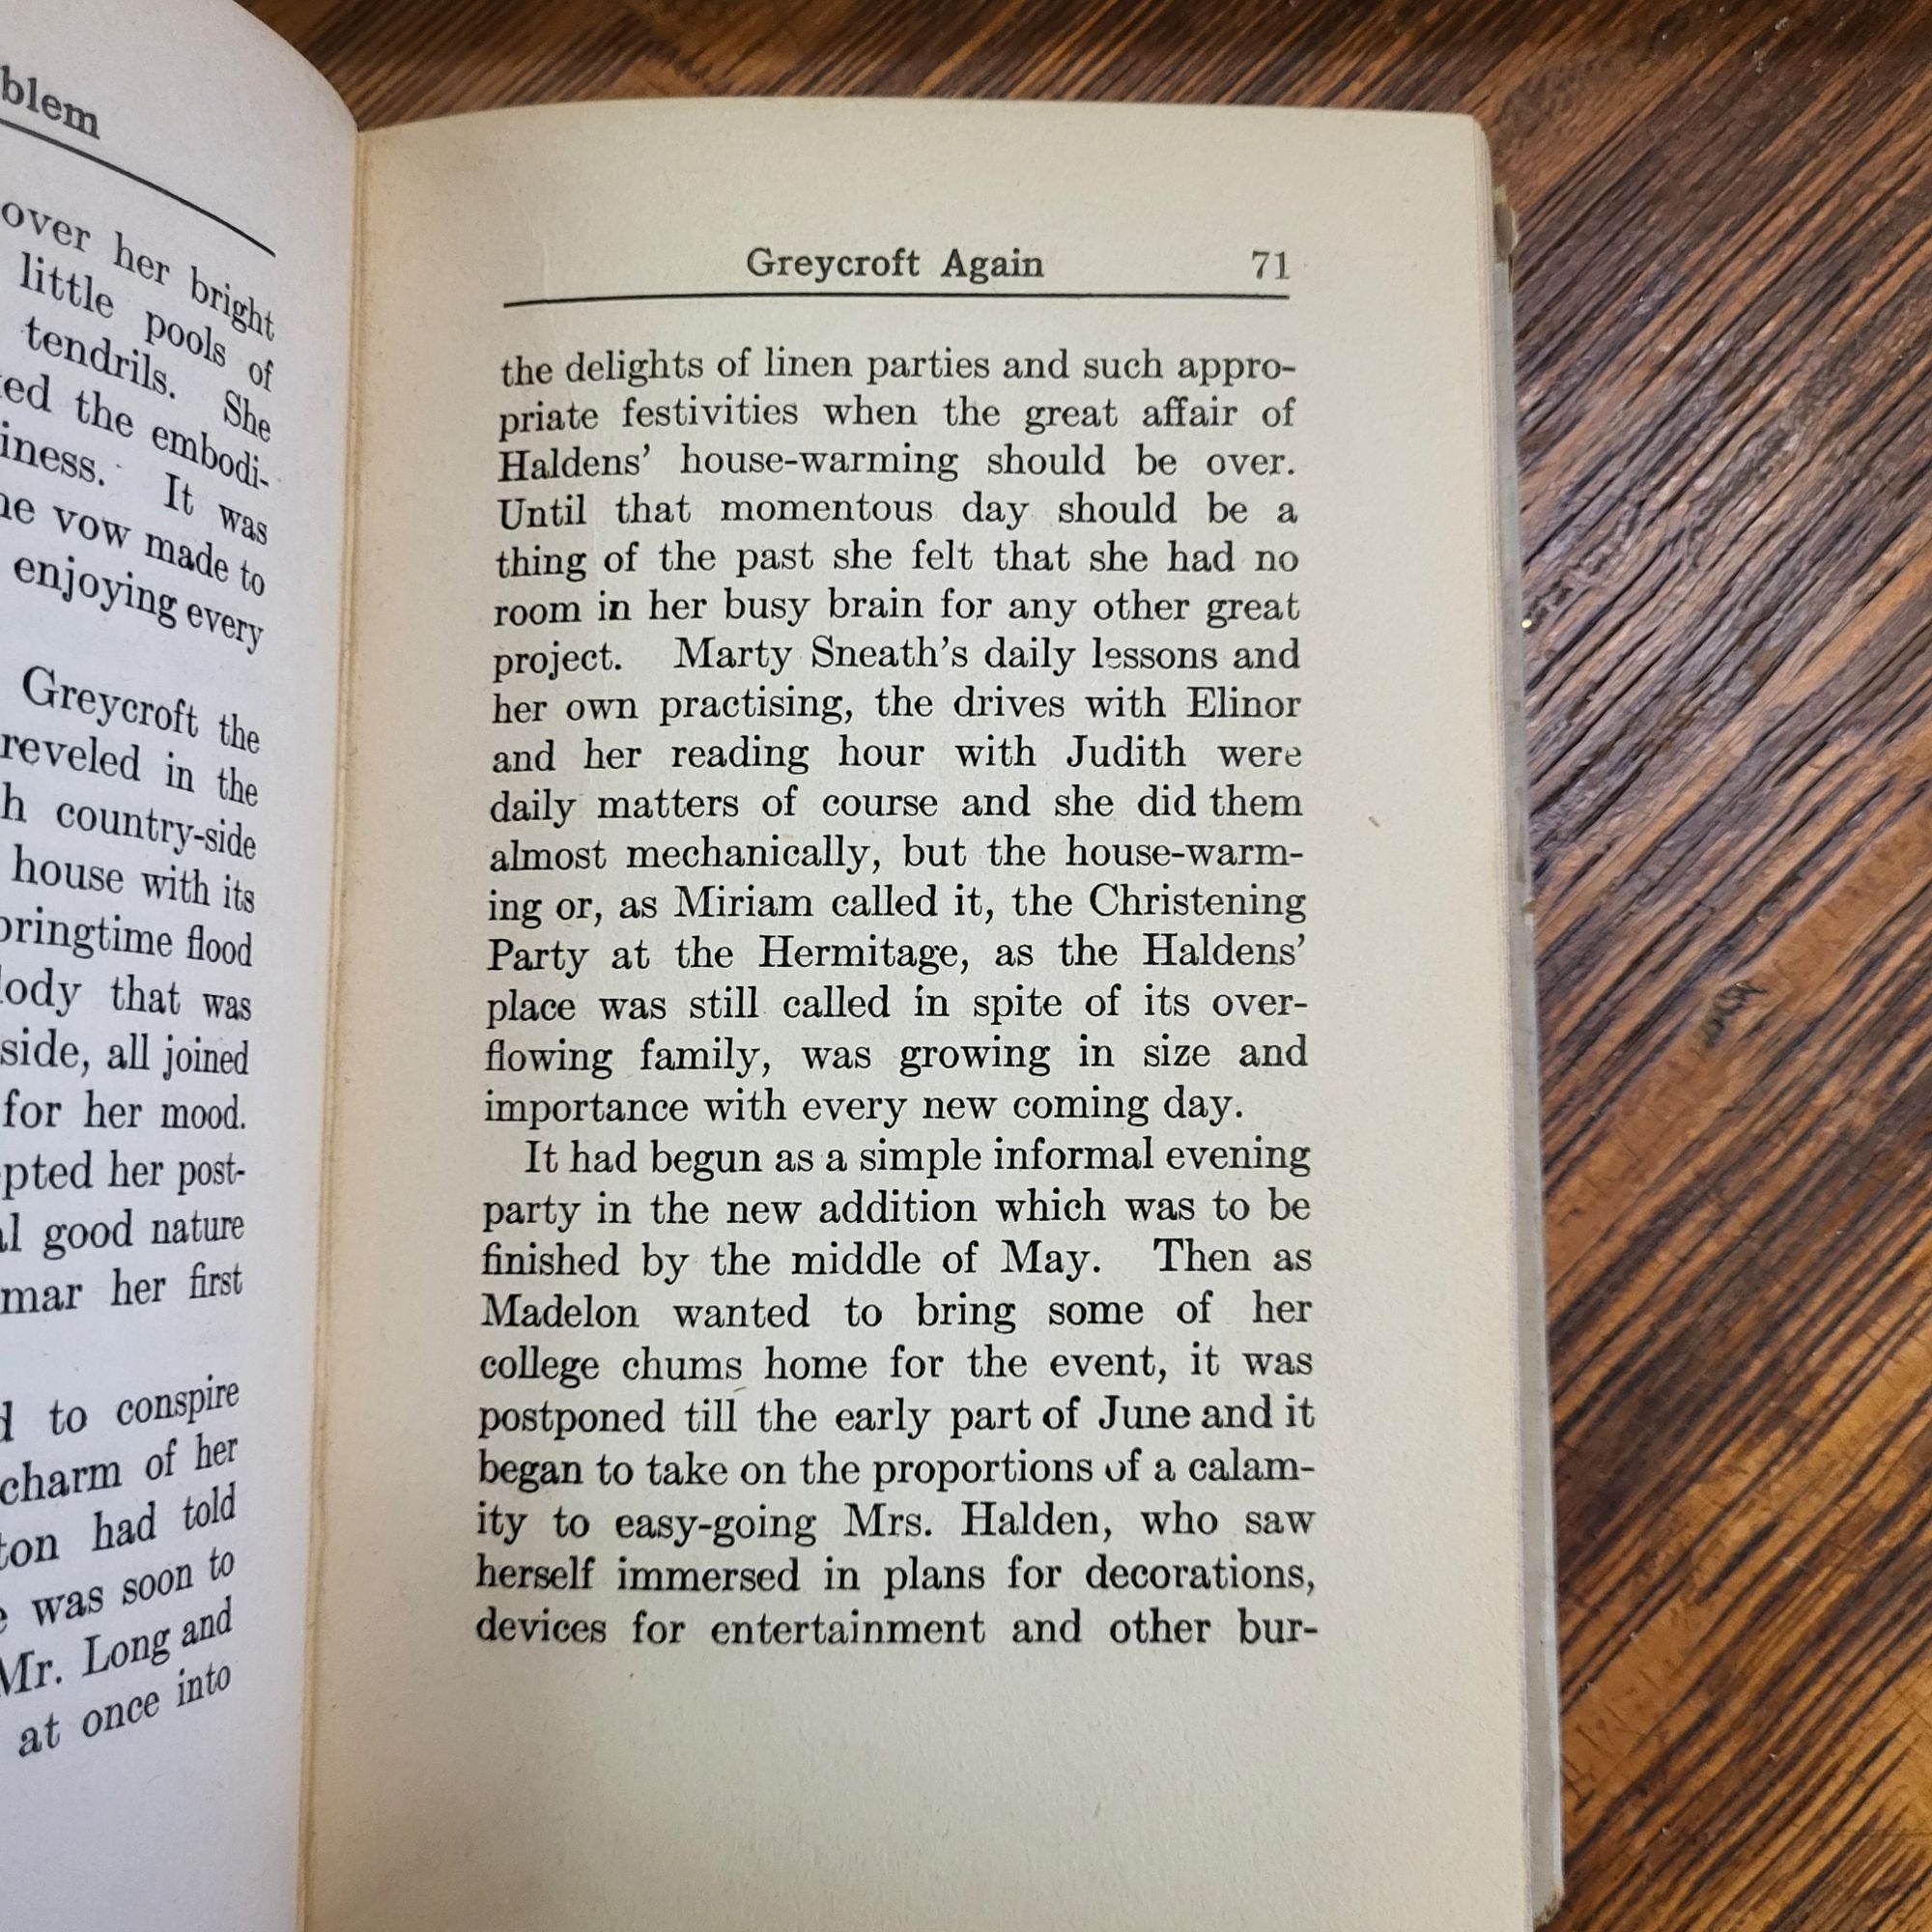 blem
over her bright
little pools of
tendrils. She
ed the embodi-
iness. It was
he vow made to
enjoying every
Greycroft the
reveled in the
h country-side
house with its
pringtime flood
lody that was
side, all joined
for her mood.
pted her post-
al good nature
mar her first
d to conspire
charm of her
ton had told
e was soon to
Mr. Long and
at once into
Greycroft Again 71
the delights of linen parties and such appro-
priate festivities when the great affair of
Haldens' house-warming should be over.
Until that momentous day should be a
thing of the past she felt that she had no
room in her busy brain for any other great
project. Marty Sneath's daily lessons and
her own practising, the drives with Elinor
and her reading hour with Judith were
daily matters of course and she did them
almost mechanically, but the house-warm-
ing or, as Miriam called it, the Christening
Party at the Hermitage, as the Haldens'
place was still called in spite of its over-
flowing family, was growing in size and
importance with every new coming day.
It had begun as a simple informal evening
party in the new addition which was to be
finished by the middle of May. Then as
Madelon wanted to bring some of her
college chums home for the event, it was
postponed till the early part of June and it
began to take on the proportions of a calam-
ity to easy-going Mrs. Halden, who saw
herself immersed in plans for decorations,
devices for entertainment and other bur-